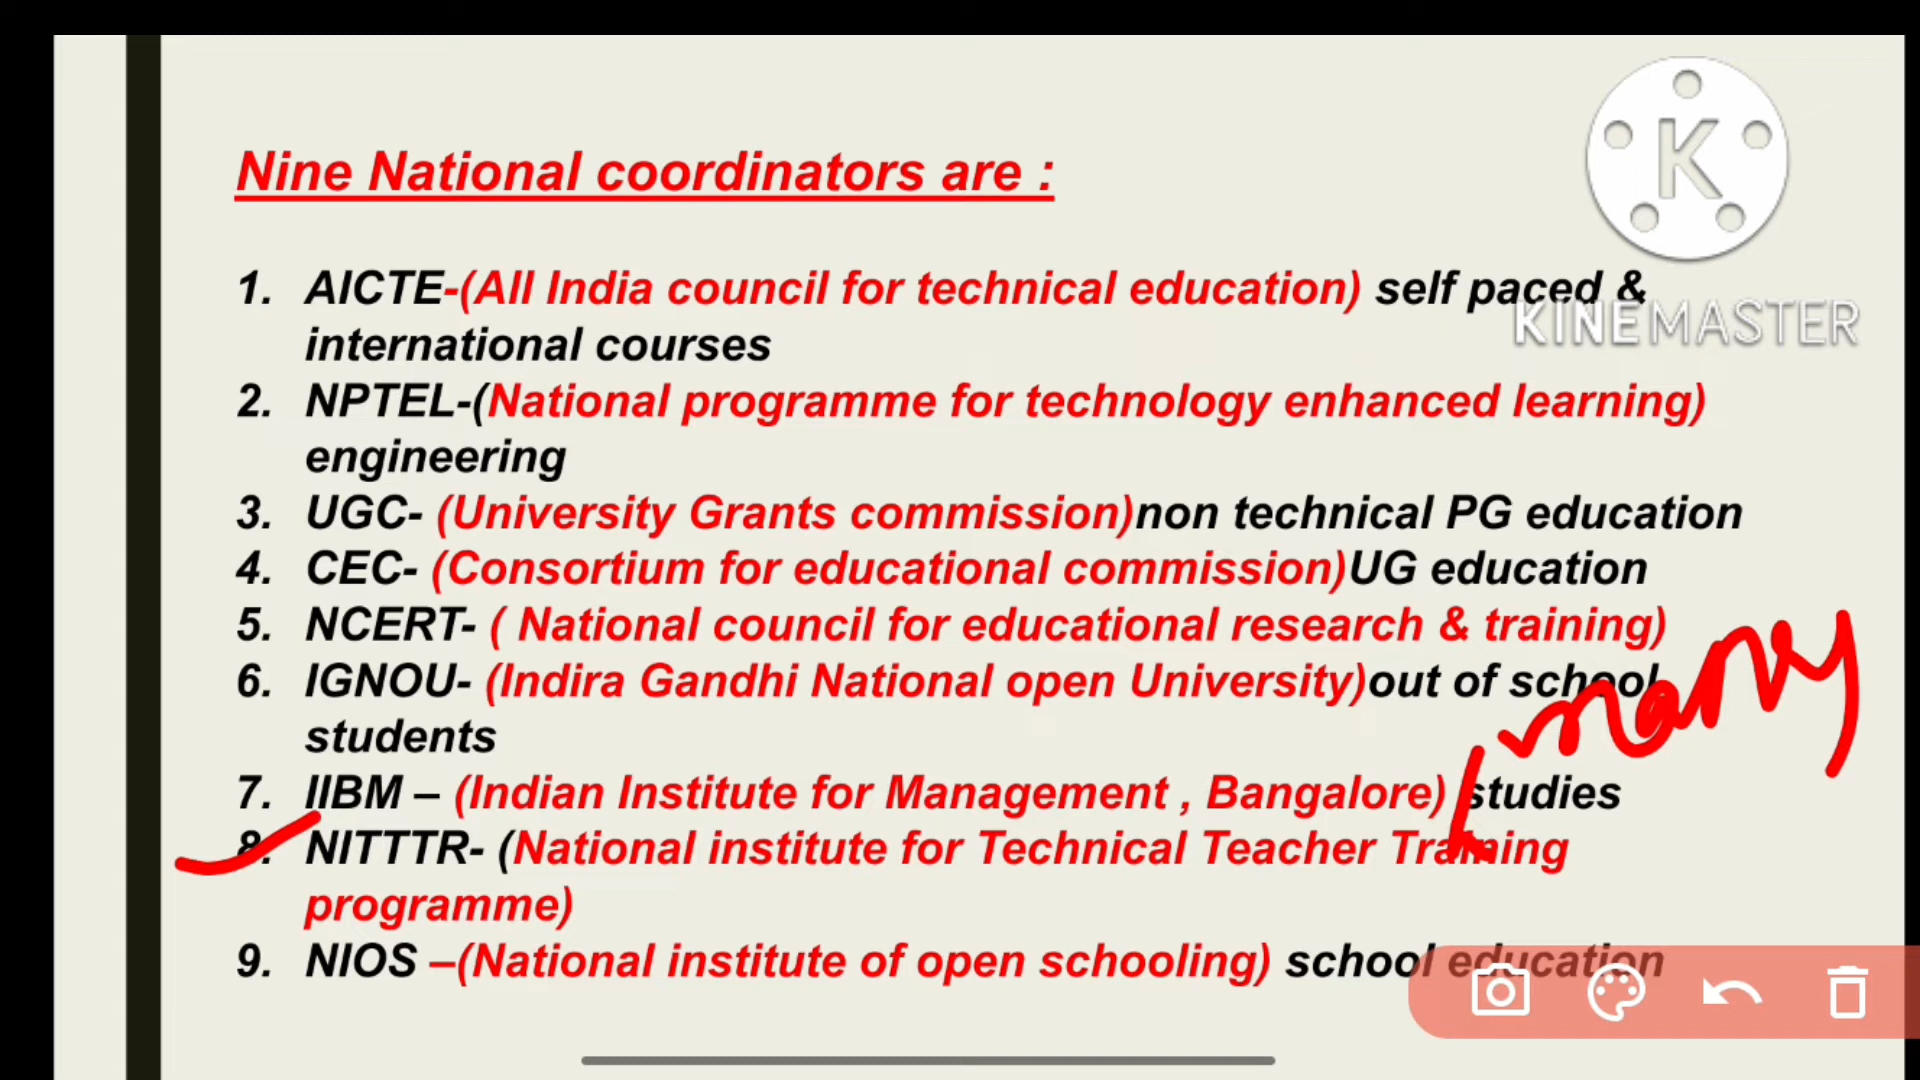 Nine National coordinators are :
K
KINEMASTER
1. AICTE-(All India council for technical education) self paced &
international courses
2. NPTEL-(National programme for technology enhanced learning)
engineering
3. UGC- (University Grants commission)non technical PG education
4. CEC- (Consortium for educational commission)UG education
5. NCERT- ( National council for educational research & training)
6. IGNOU- (Indira Gandhi National open University)out of school
students
7. IIBM – (Indian Institute for Management , Bangalore) studies
8. NITTTR- (National institute for Technical Teacher Training
programme)
9. NIOS –(National institute of open schooling) school education